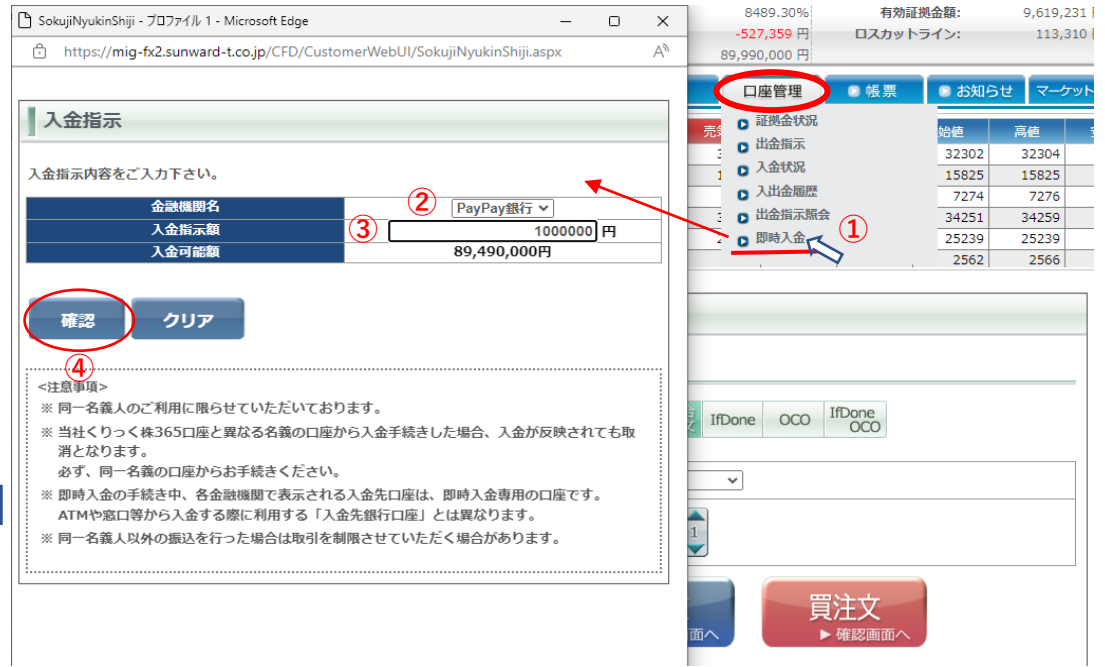 SokujiNyukinShiji - プロファイル 1 - Microsoft Edge
https://mig-fx2.sunward-t.co.jp/CFD/CustomerWebUI/SokujiNyukinShiji.aspx
入金指示
入金指示内容をご入力下さい。
金融機関名 ② PayPay銀行
入金指示額 ③ 1000000 円
入金可能額 89,490,000円
確認 クリア
④
<注意事項>
※ 同一名義人のご利用に限らせていただいております。
※ 当社くりっく株365口座と異なる名義の口座から入金手続きした場合、入金が反映されても取
消となります。
必ず、同一名義の口座からお手続きください。
※ 即時入金の手続き中、各金融機関で表示される入金先口座は、即時入金専用の口座です。
ATMや窓口等から入金する際に利用する「入金先銀行口座」とは異なります。
※ 同一名義人以外の振込を行った場合は取引を制限させていただく場合があります。
8489.30% 有効証拠金額: 9,619,231
-527,359 円 ロスカットライン: 113,310
89,990,000 円
口座管理 帳票 お知らせ マーケット
証拠金状況
出金指示
入金状況
入出金履歴
出金指示照会
即時入金 ①
始値 高値
32302 32304
15825 15825
7274 7276
34251 34259
25239 25239
2562 2566
IfDone OCO IfDone
OCO
1
買注文
面へ ▶ 確認画面へ